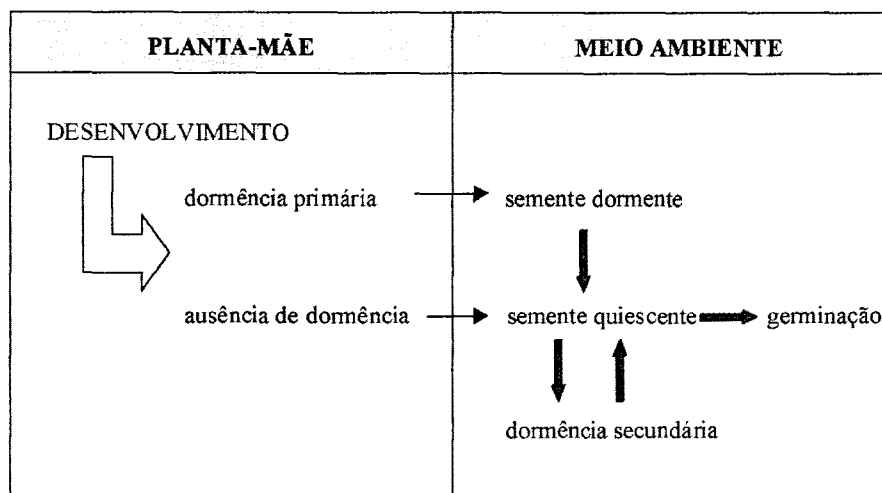 PLANTA-MÃE MEIO AMBIENTE
DESENVOLVIMENTO
dormência primária semente dormente
ausência de dormência semente quiescente germinação
dormência secundária